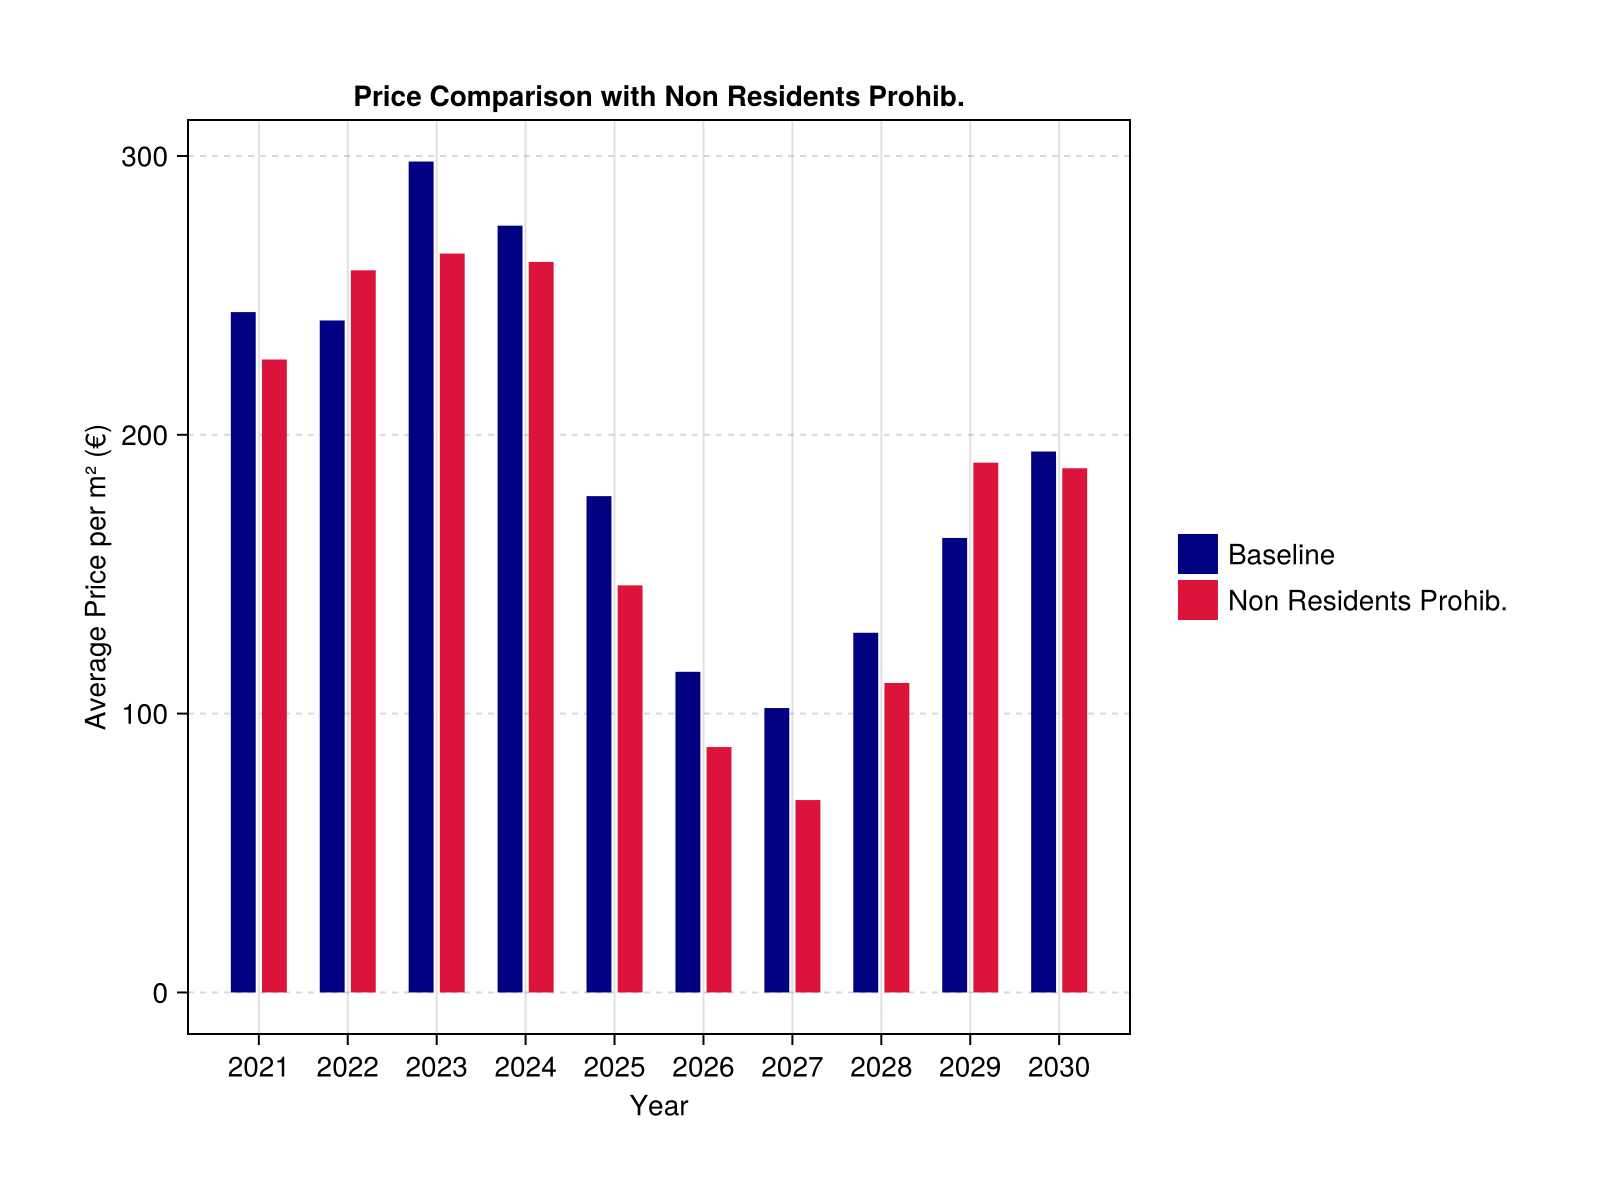 Price Comparison with Non Residents Prohib.
300
200
100
0
Average Price per m² (€)
2021 2022 2023 2024 2025 2026 2027 2028 2029 2030
Year
Baseline
Non Residents Prohib.